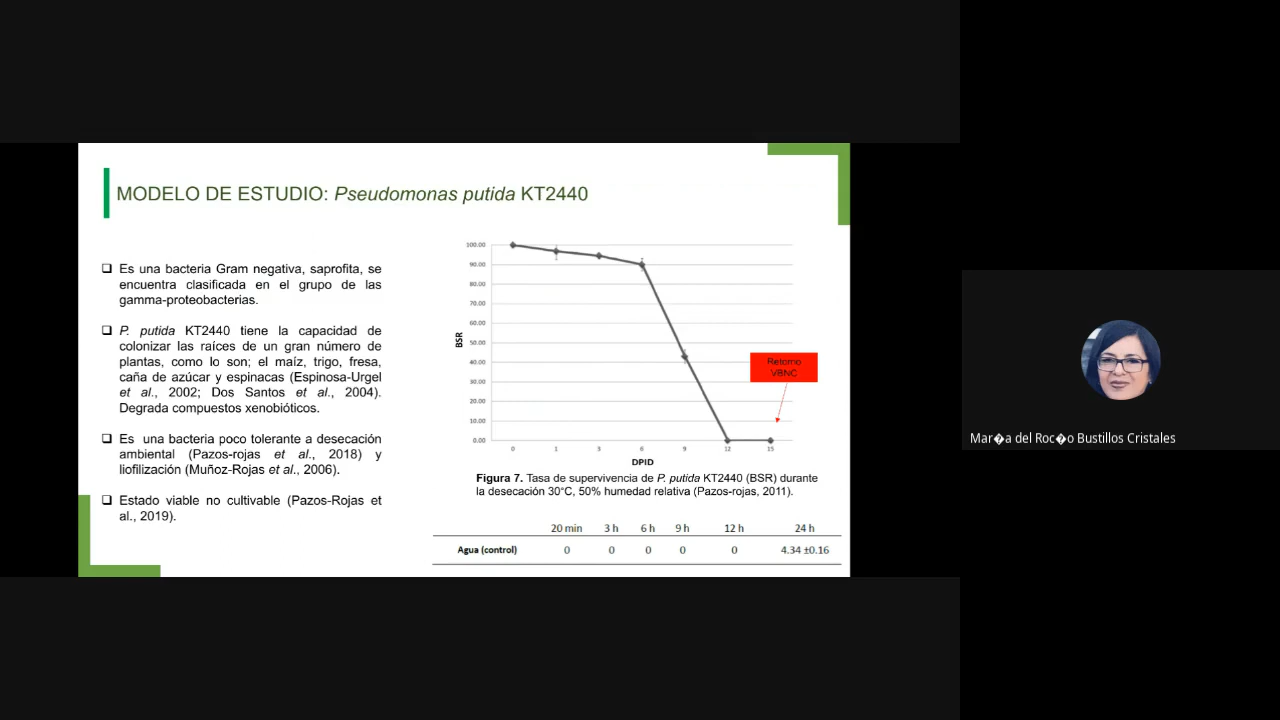 MODELO DE ESTUDIO: Pseudomonas putida KT2440
❑ Es una bacteria Gram negativa, saprofita, se
encuentra clasificada en el grupo de las
gamma-proteobacterias.
❑ P. putida KT2440 tiene la capacidad de
colonizar las raíces de un gran número de
plantas, como lo son; el maíz, trigo, fresa,
caña de azúcar y espinacas (Espinosa-Urgel
et al., 2002; Dos Santos et al., 2004).
Degrada compuestos xenobióticos.
❑ Es una bacteria poco tolerante a desecación
ambiental (Pazos-rojas et al., 2018) y
liofilización (Muñoz-Rojas et al., 2006).
❑ Estado viable no cultivable (Pazos-Rojas et
al., 2019).
100.00
90.00
80.00
70.00
60.00
50.00
40.00
30.00
20.00
10.00
0.00
BSR
0 1 3 6 9 12 15
DPID
Retorno
VBNC
Figura 7. Tasa de supervivencia de P. putida KT2440 (BSR) durante
la desecación 30°C, 50% humedad relativa (Pazos-rojas, 2011).
20 min 3 h 6 h 9 h 12 h 24 h
Agua (control) 0 0 0 0 0 4.34 ±0.16
Mar�a del Roc�o Bustillos Cristales